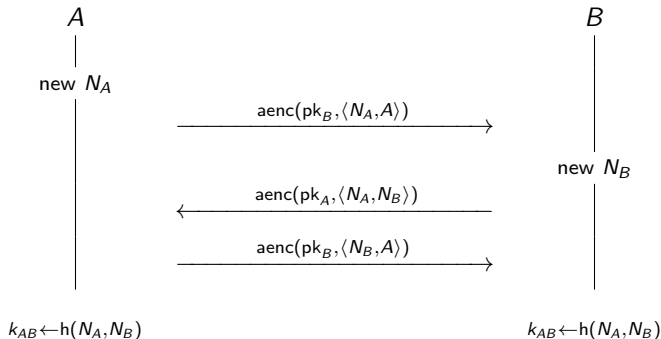 A B
new N_A
aenc(pk_B,⟨N_A,A⟩)
new N_B
aenc(pk_A,⟨N_A,N_B⟩)
aenc(pk_B,⟨N_B,A⟩)
k_AB←h(N_A,N_B) k_AB←h(N_A,N_B)